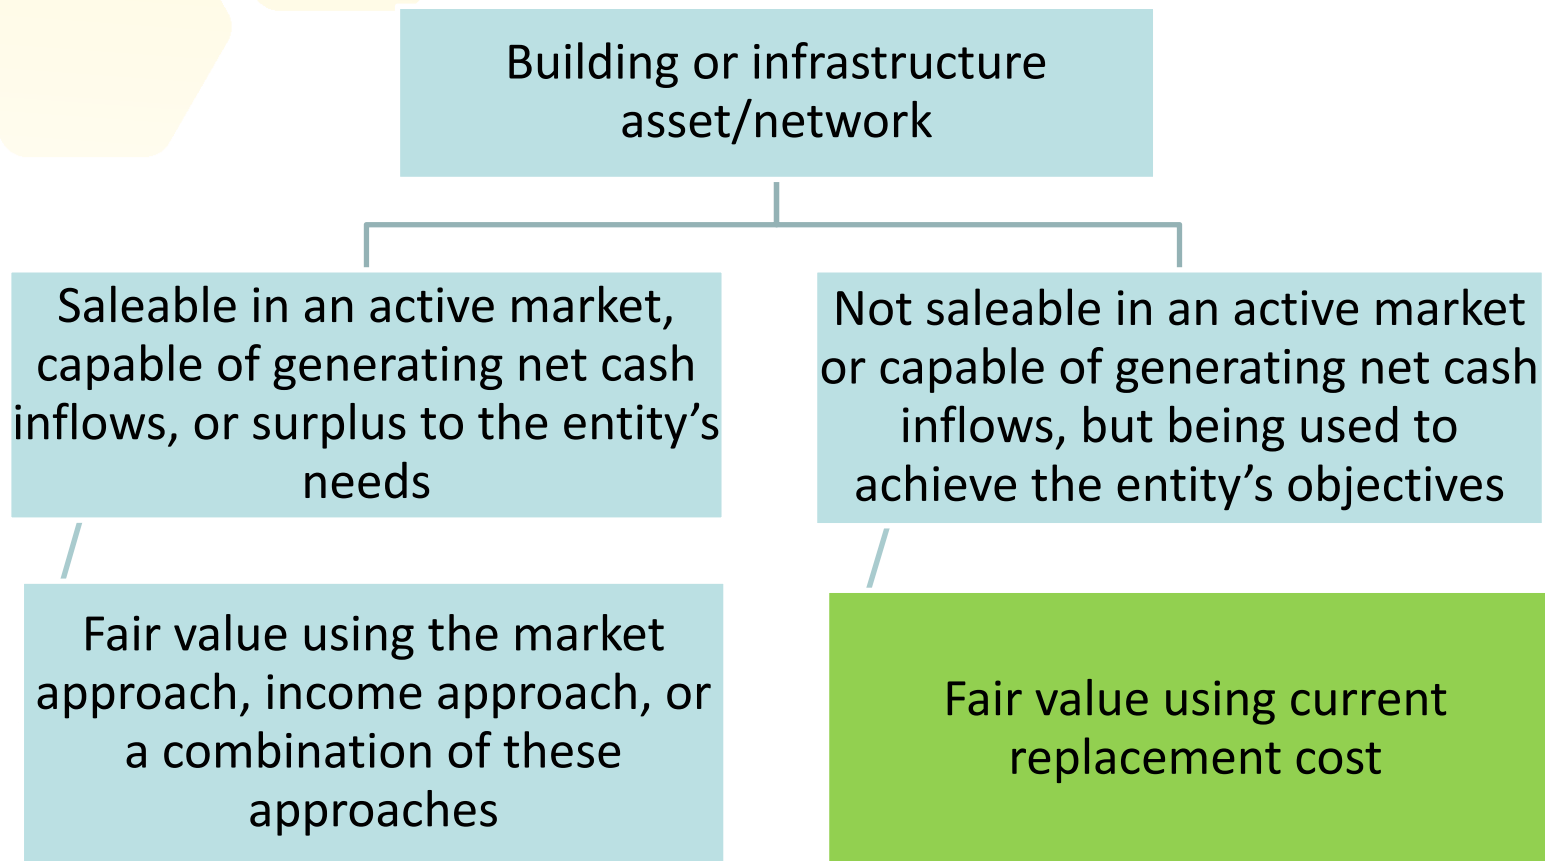 Building or infrastructure
asset/network
Saleable in an active market,
capable of generating net cash
inflows, or surplus to the entity’s
needs
Not saleable in an active market
or capable of generating net cash
inflows, but being used to
achieve the entity’s objectives
Fair value using the market
approach, income approach, or
a combination of these
approaches
Fair value using current
replacement cost